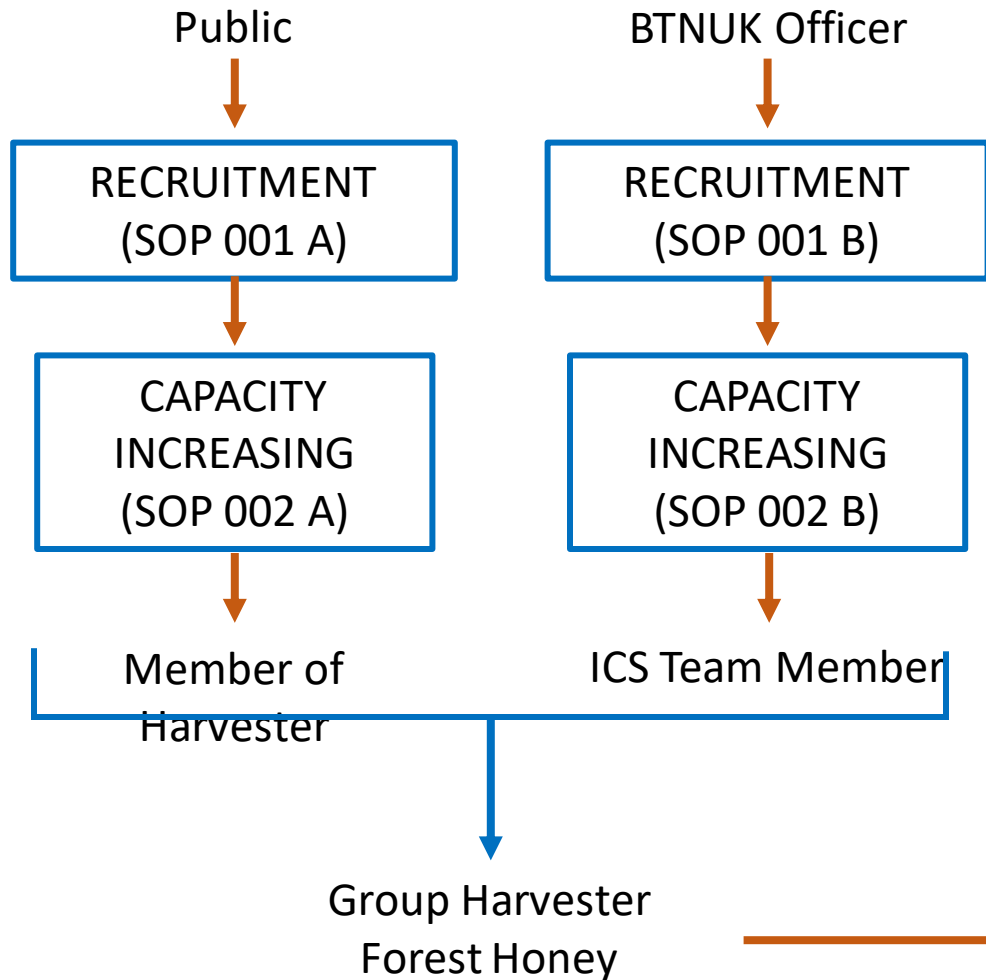 Public
RECRUITMENT
(SOP 001 A)
CAPACITY
INCREASING
(SOP 002 A)
Member of
Harvester
BTNUK Officer
RECRUITMENT
(SOP 001 B)
CAPACITY
INCREASING
(SOP 002 B)
ICS Team Member
Group Harvester
Forest Honey